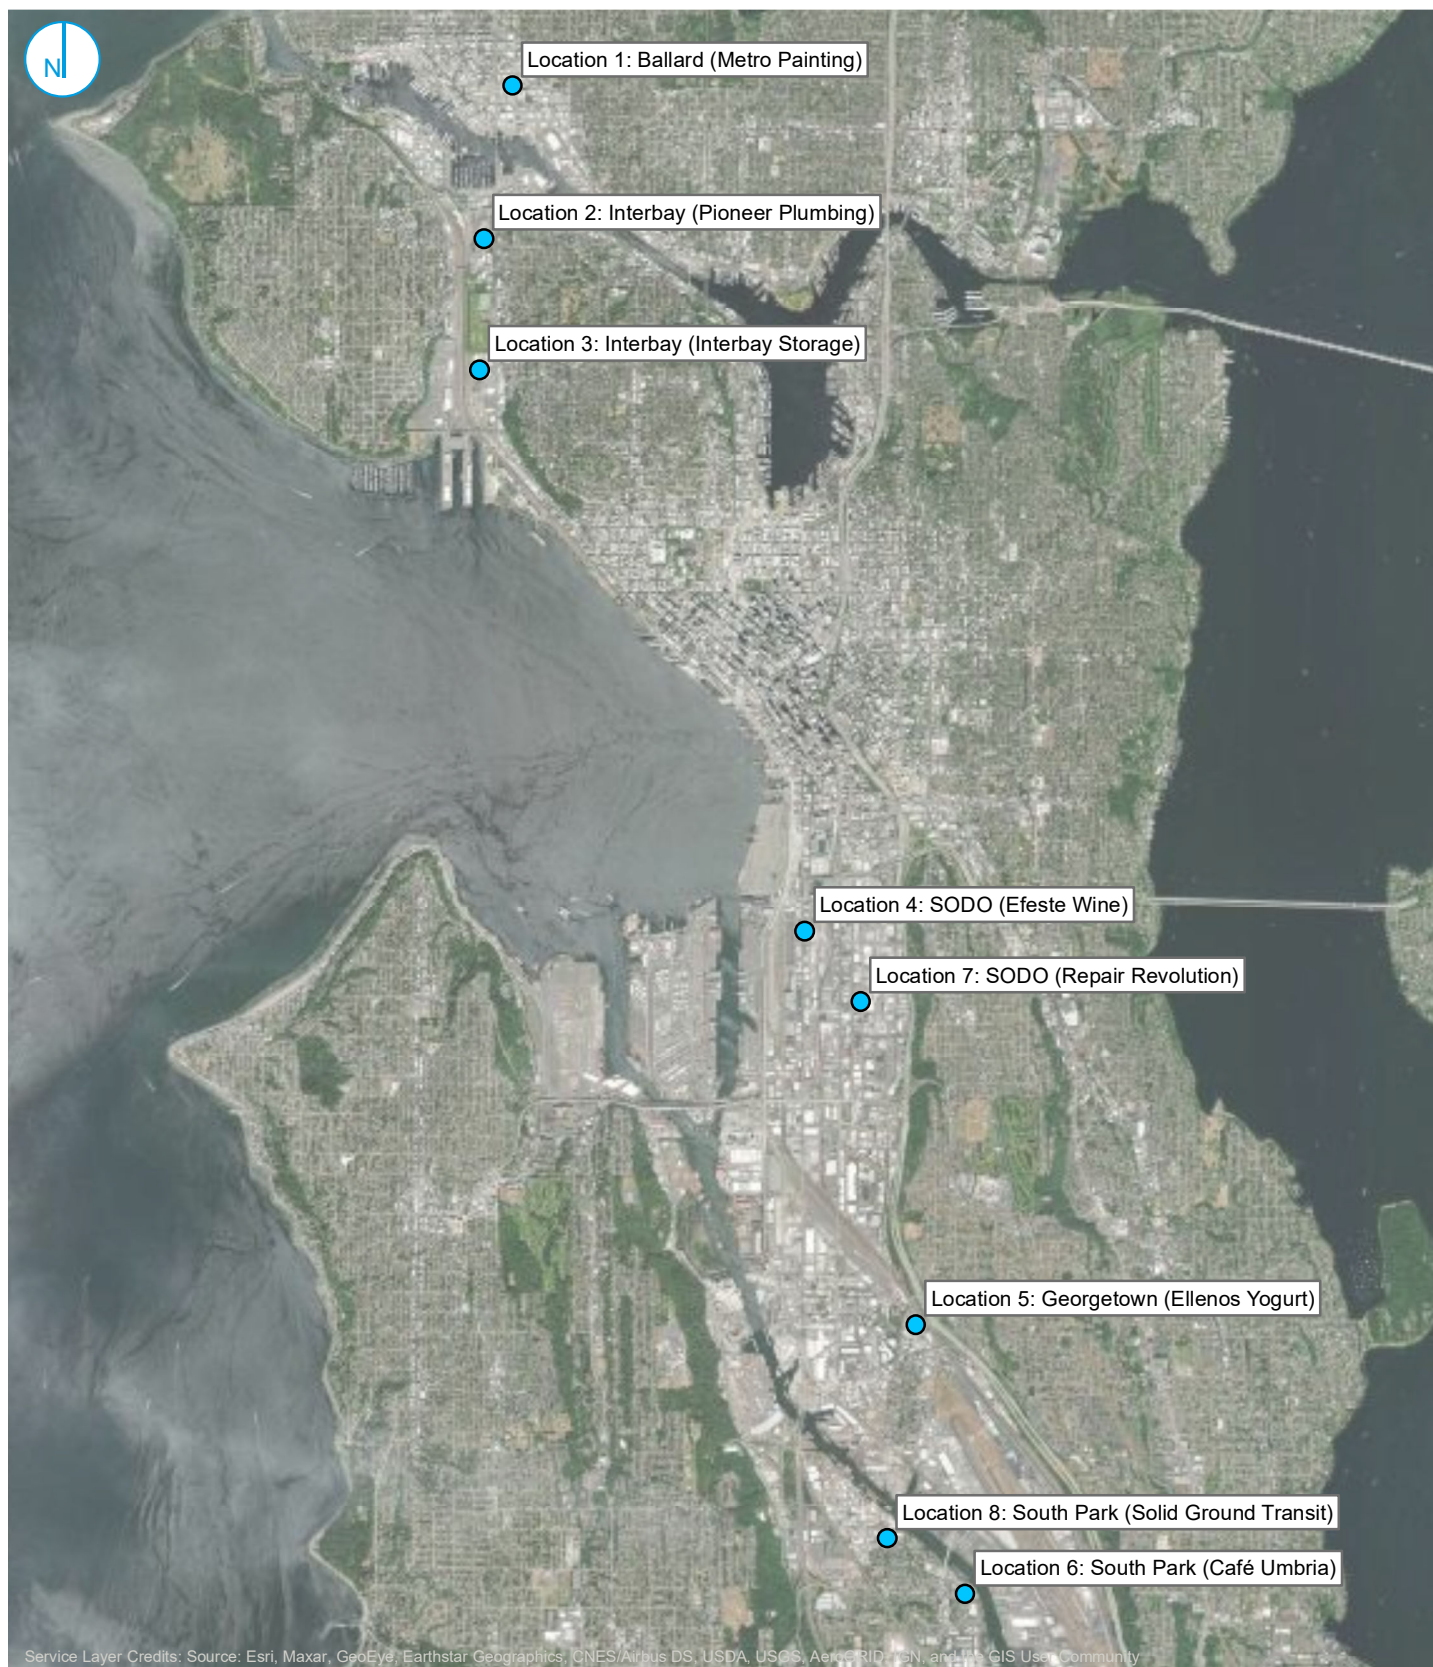 N
Location 1: Ballard (Metro Painting)
Location 2: Interbay (Pioneer Plumbing)
Location 3: Interbay (Interbay Storage)
Location 4: SODO (Efeste Wine)
Location 7: SODO (Repair Revolution)
Location 5: Georgetown (Ellenos Yogurt)
Location 8: South Park (Solid Ground Transit)
Location 6: South Park (Café Umbria)
Service Layer Credits: Source: Esri, Maxar, GeoEye, Earthstar Geographics, CNES/Airbus DS, USDA, USGS, AeroGRID, IGN, and the GIS User Community